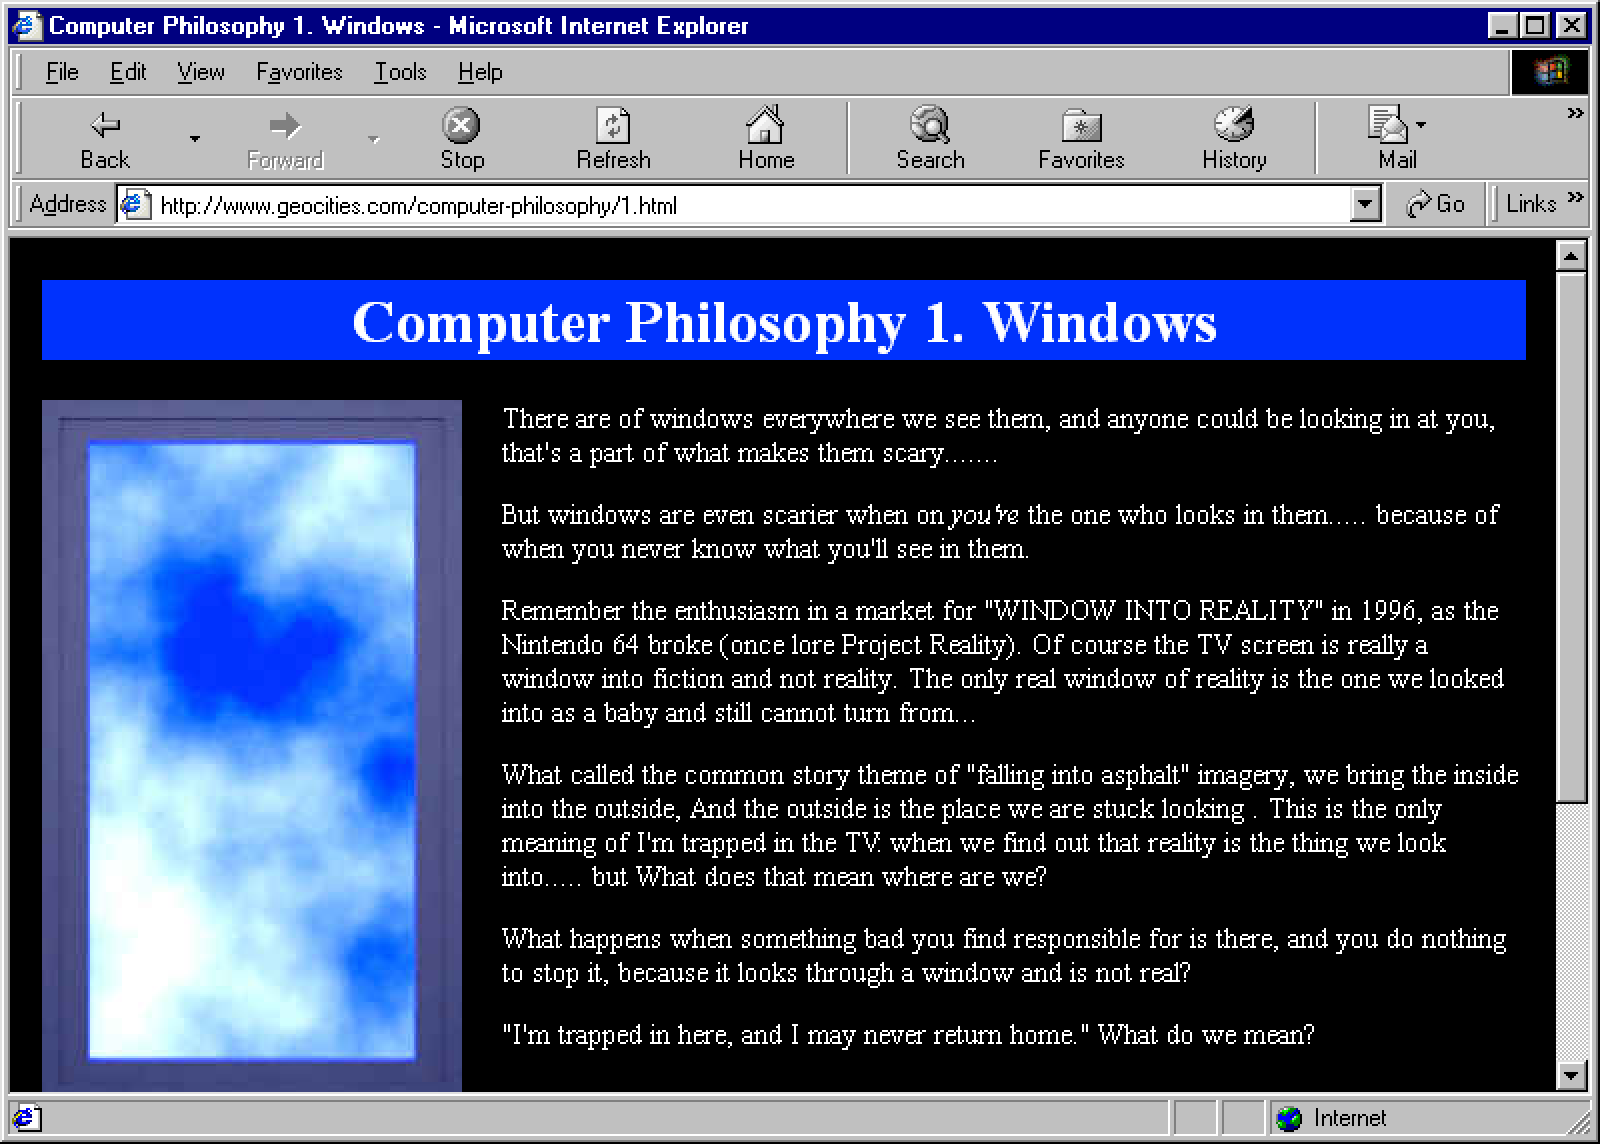 Computer Philosophy 1. Windows - Microsoft Internet Explorer
File Edit View Favorites Tools Help
Back Forward Stop Refresh Home Search Favorites History Mail »
Address http://www.geocities.com/computer-philosophy/1.html Go Links »
Computer Philosophy 1. Windows
There are of windows everywhere we see them, and anyone could be looking in at you,
that's a part of what makes them scary.......
But windows are even scarier when on you're the one who looks in them..... because of
when you never know what you'll see in them.
Remember the enthusiasm in a market for "WINDOW INTO REALITY" in 1996, as the
Nintendo 64 broke (once lore Project Reality). Of course the TV screen is really a
window into fiction and not reality. The only real window of reality is the one we looked
into as a baby and still cannot turn from...
What called the common story theme of "falling into asphalt" imagery, we bring the inside
into the outside, And the outside is the place we are stuck looking . This is the only
meaning of I'm trapped in the TV: when we find out that reality is the thing we look
into..... but What does that mean where are we?
What happens when something bad you find responsible for is there, and you do nothing
to stop it, because it looks through a window and is not real?
"I'm trapped in here, and I may never return home." What do we mean?
Internet